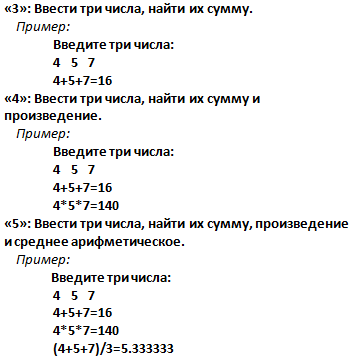 «3»: Ввести три числа, найти их сумму.
Пример:
Введите три числа:
4 5 7
4+5+7=16
«4»: Ввести три числа, найти их сумму и
произведение.
Пример:
Введите три числа:
4 5 7
4+5+7=16
4*5*7=140
«5»: Ввести три числа, найти их сумму, произведение
и среднее арифметическое.
Пример:
Введите три числа:
4 5 7
4+5+7=16
4*5*7=140
(4+5+7)/3=5.333333